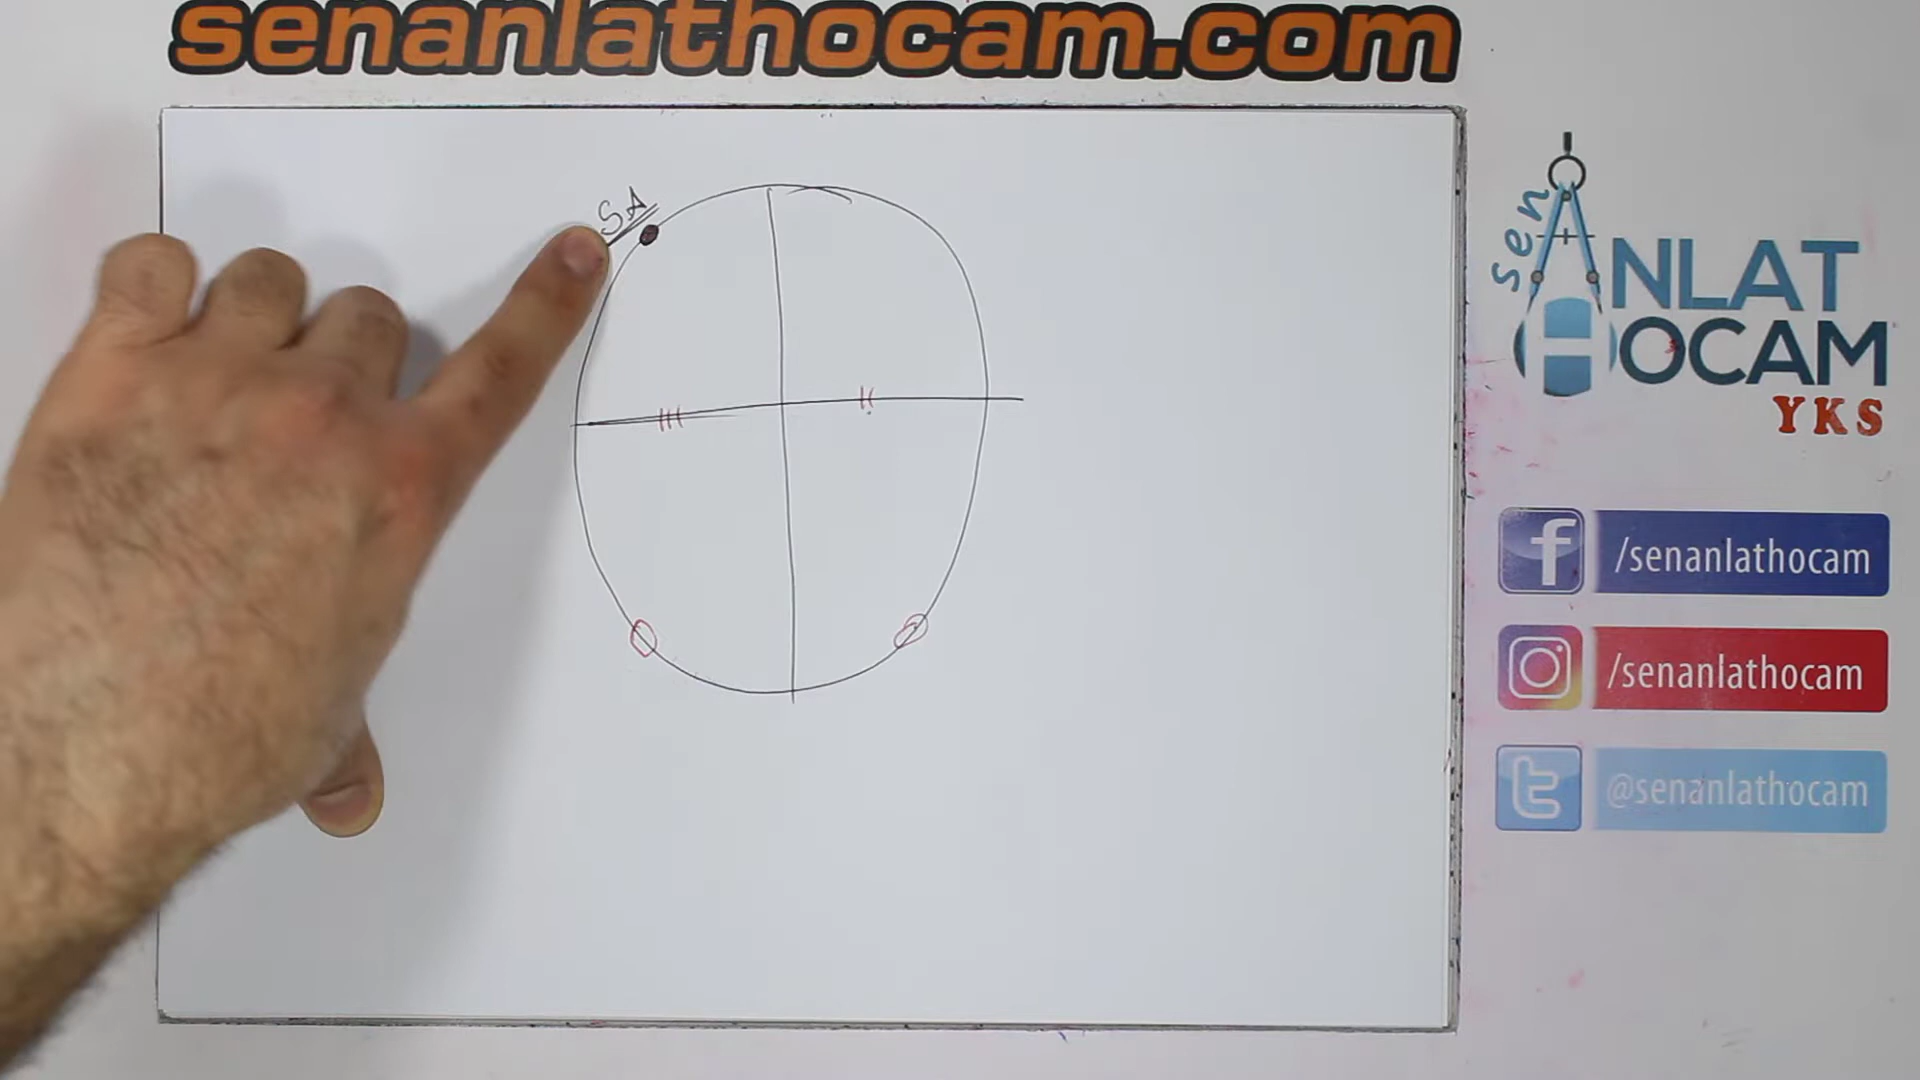 senanlathocam.com
SA
sen
ANLAT
HOCAM
YKS
f /senanlathocam
/senanlathocam
t @senanlathocam